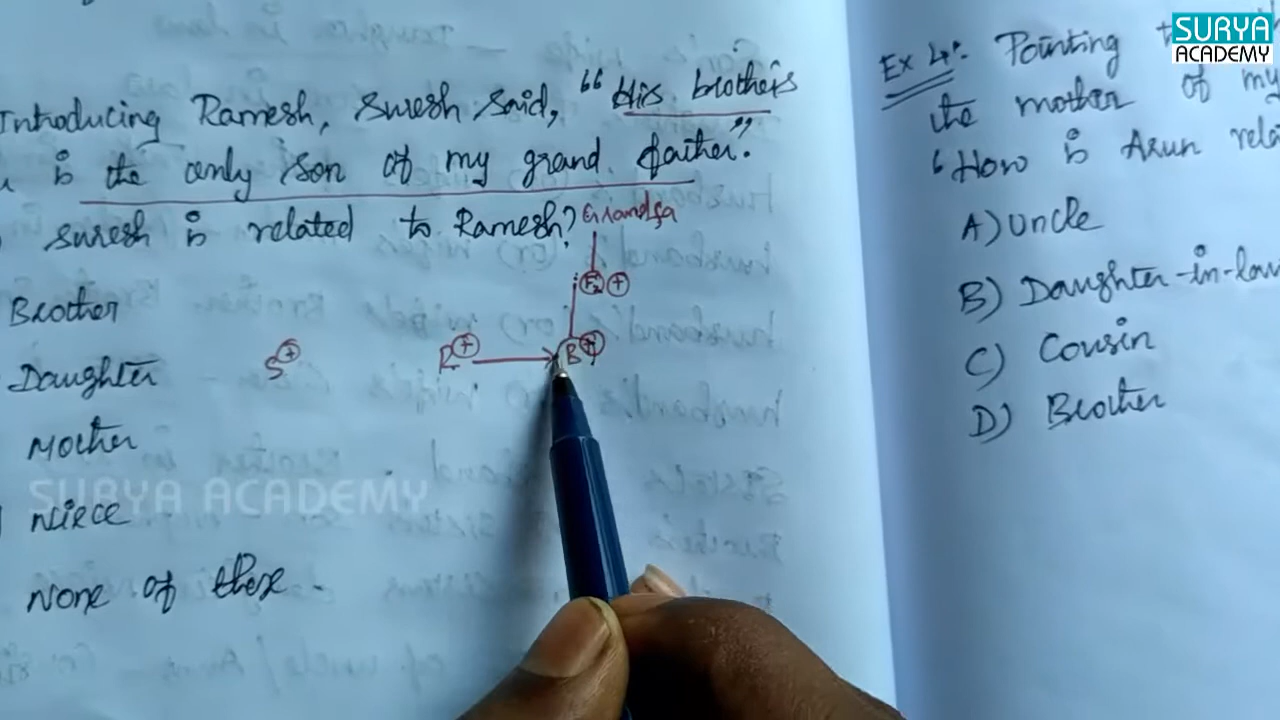 SURYA
ACADEMY
Introducing Ramesh, Suresh said, "His brother's
is the only son of my grand father."
Suresh is related to Ramesh?
Brother
Daughter
Mother
Niece
None of these.
Grandfa
Fa +
S + R + B +
SURYA ACADEMY
Ex 4: Pointing
the mother of my
"How is Arun rela
A) Uncle
B) Daughter-in-law
C) Cousin
D) Brother